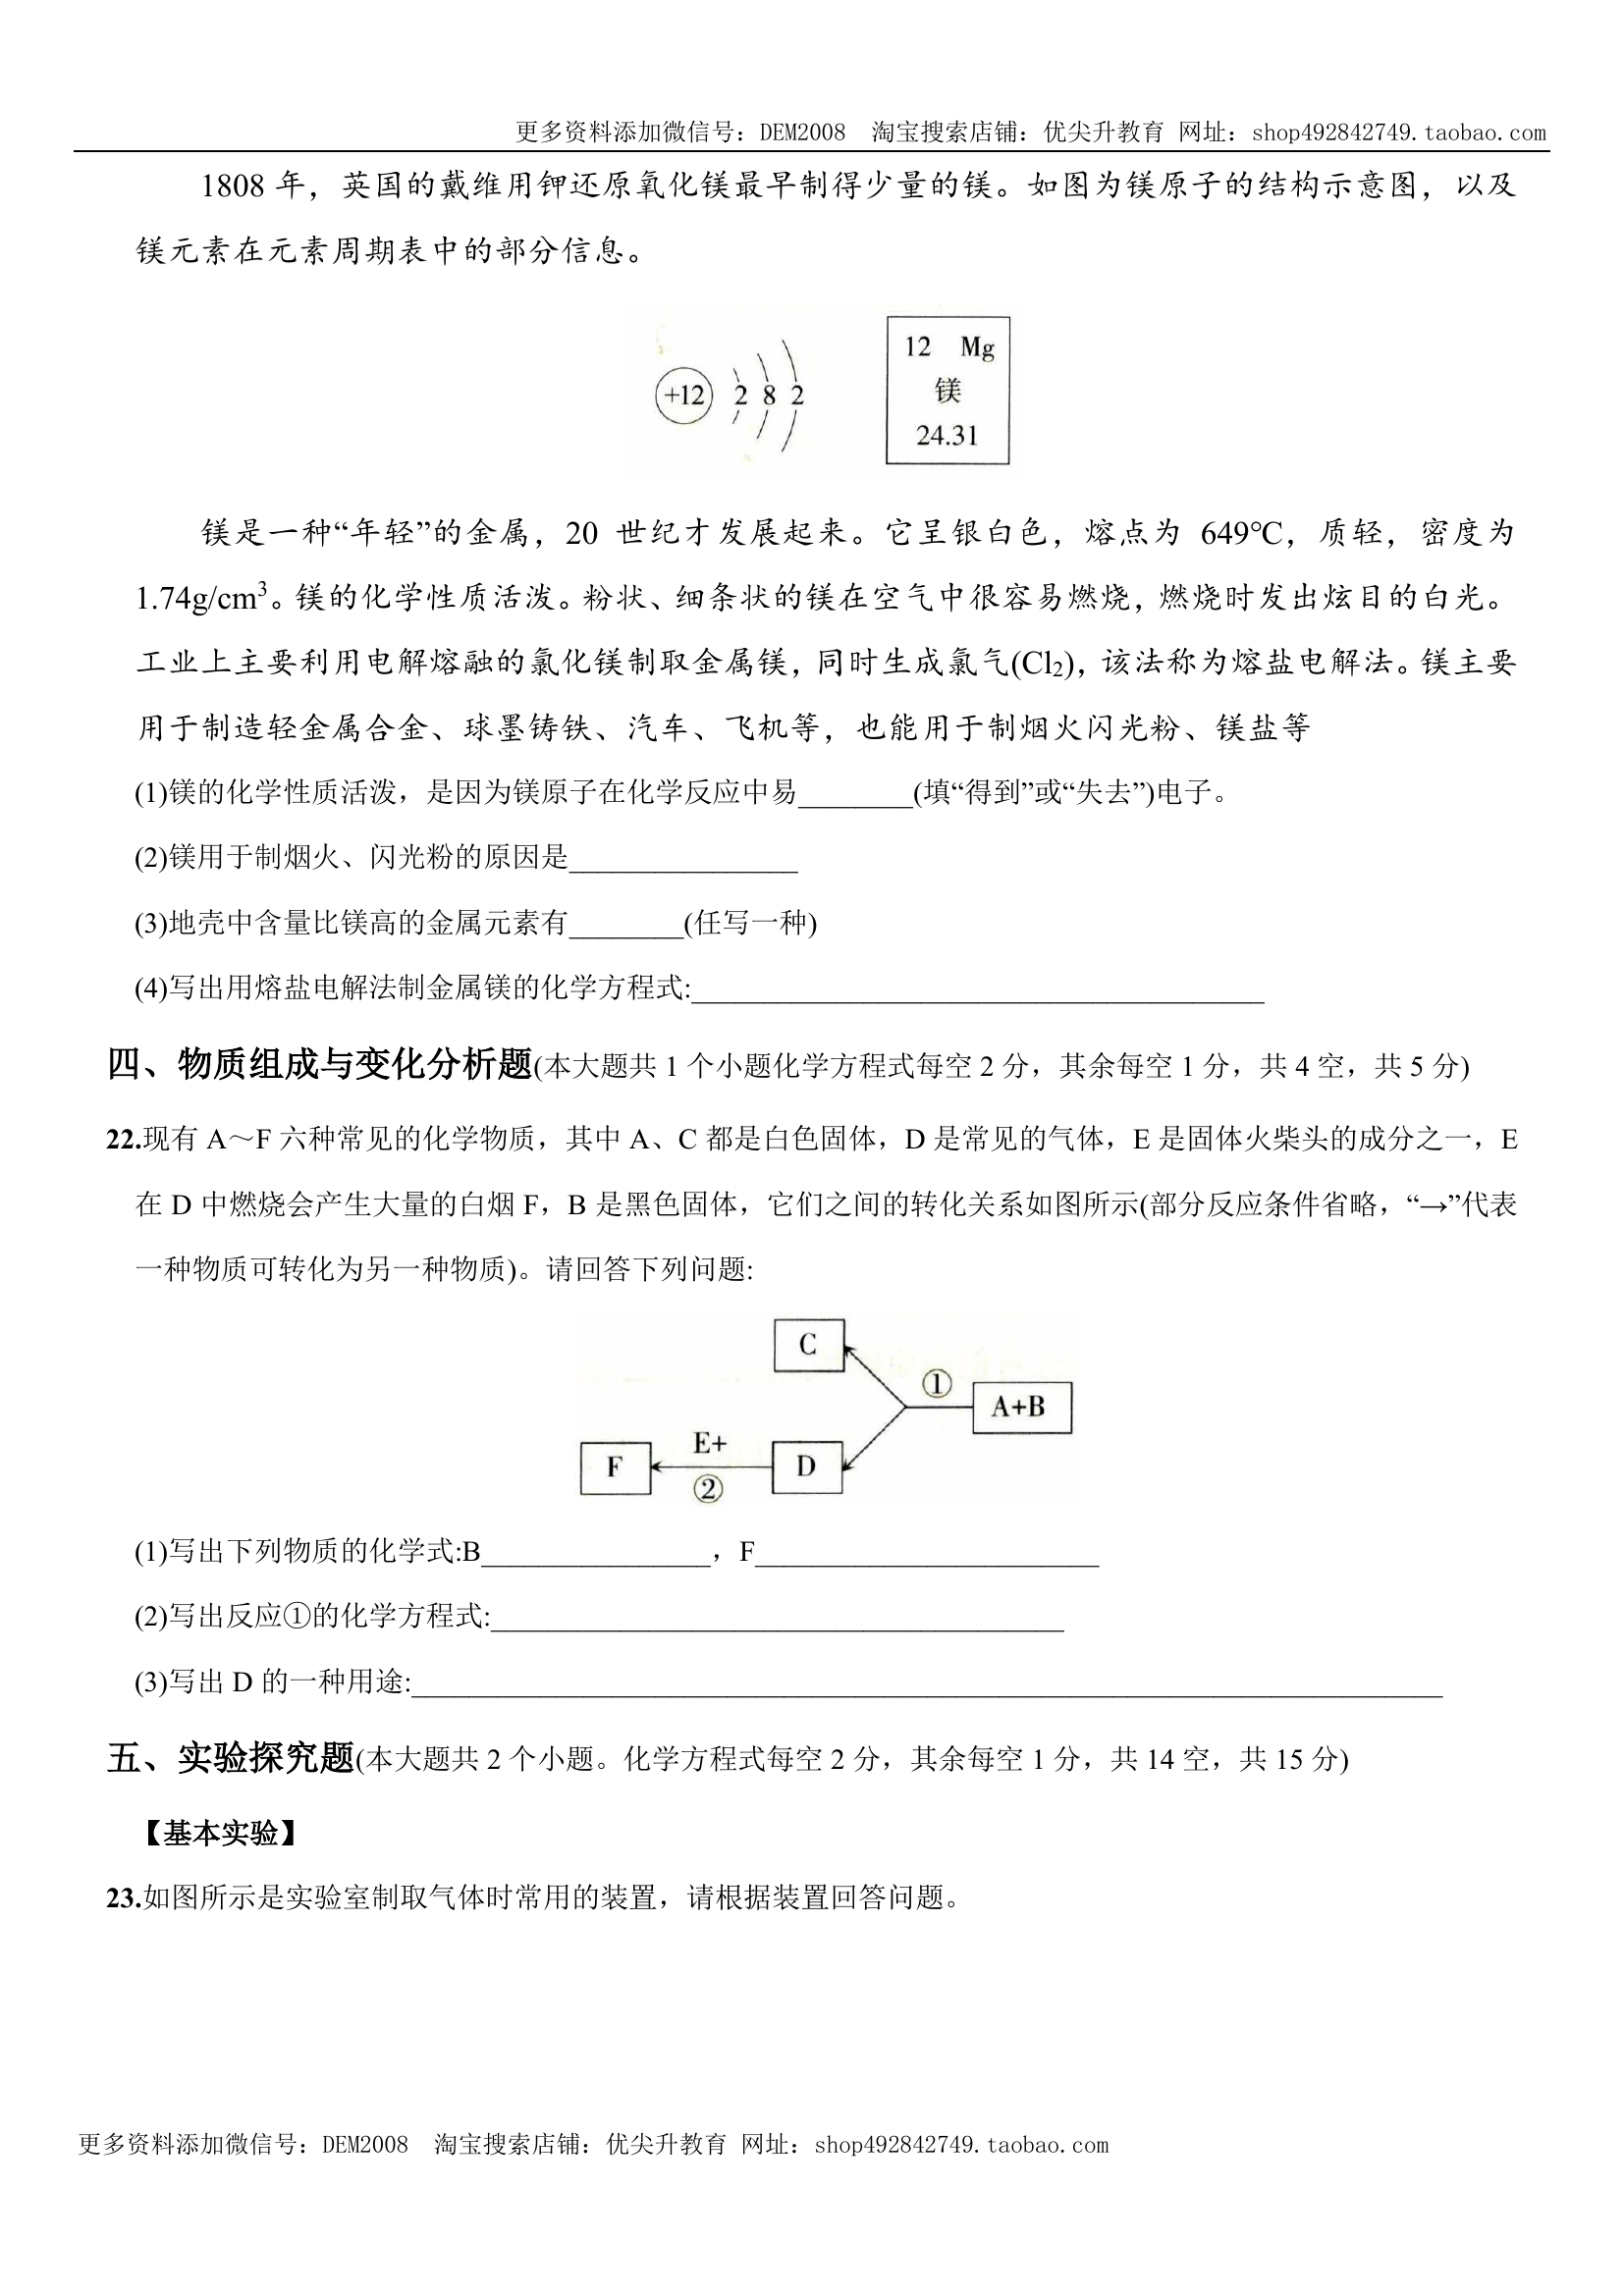 更多资料添加微信号：DEM2008　淘宝搜索店铺：优尖升教育 网址：shop492842749.taobao.com
1808 年，英国的戴维用钾还原氧化镁最早制得少量的镁。如图为镁原子的结构示意图，以及
镁元素在元素周期表中的部分信息。
+12 2 8 2
12 Mg
镁
24.31
镁是一种“年轻”的金属，20 世纪才发展起来。它呈银白色，熔点为 649℃，质轻，密度为
1.74g/cm³。镁的化学性质活泼。粉状、细条状的镁在空气中很容易燃烧，燃烧时发出炫目的白光。
工业上主要利用电解熔融的氯化镁制取金属镁，同时生成氯气(Cl₂)，该法称为熔盐电解法。镁主要
用于制造轻金属合金、球墨铸铁、汽车、飞机等，也能用于制烟火闪光粉、镁盐等
(1)镁的化学性质活泼，是因为镁原子在化学反应中易________(填“得到”或“失去”)电子。
(2)镁用于制烟火、闪光粉的原因是________________
(3)地壳中含量比镁高的金属元素有________(任写一种)
(4)写出用熔盐电解法制金属镁的化学方程式:________________________________________
四、物质组成与变化分析题(本大题共 1 个小题化学方程式每空 2 分，其余每空 1 分，共 4 空，共 5 分)
22.现有 A～F 六种常见的化学物质，其中 A、C 都是白色固体，D 是常见的气体，E 是固体火柴头的成分之一，E
在 D 中燃烧会产生大量的白烟 F，B 是黑色固体，它们之间的转化关系如图所示(部分反应条件省略，“→”代表
一种物质可转化为另一种物质)。请回答下列问题:
C
①
A+B
E+
F
D
②
(1)写出下列物质的化学式:B________________，F________________________
(2)写出反应①的化学方程式:________________________________________
(3)写出 D 的一种用途:________________________________________________________________________
五、实验探究题(本大题共 2 个小题。化学方程式每空 2 分，其余每空 1 分，共 14 空，共 15 分)
【基本实验】
23.如图所示是实验室制取气体时常用的装置，请根据装置回答问题。
更多资料添加微信号：DEM2008　淘宝搜索店铺：优尖升教育 网址：shop492842749.taobao.com